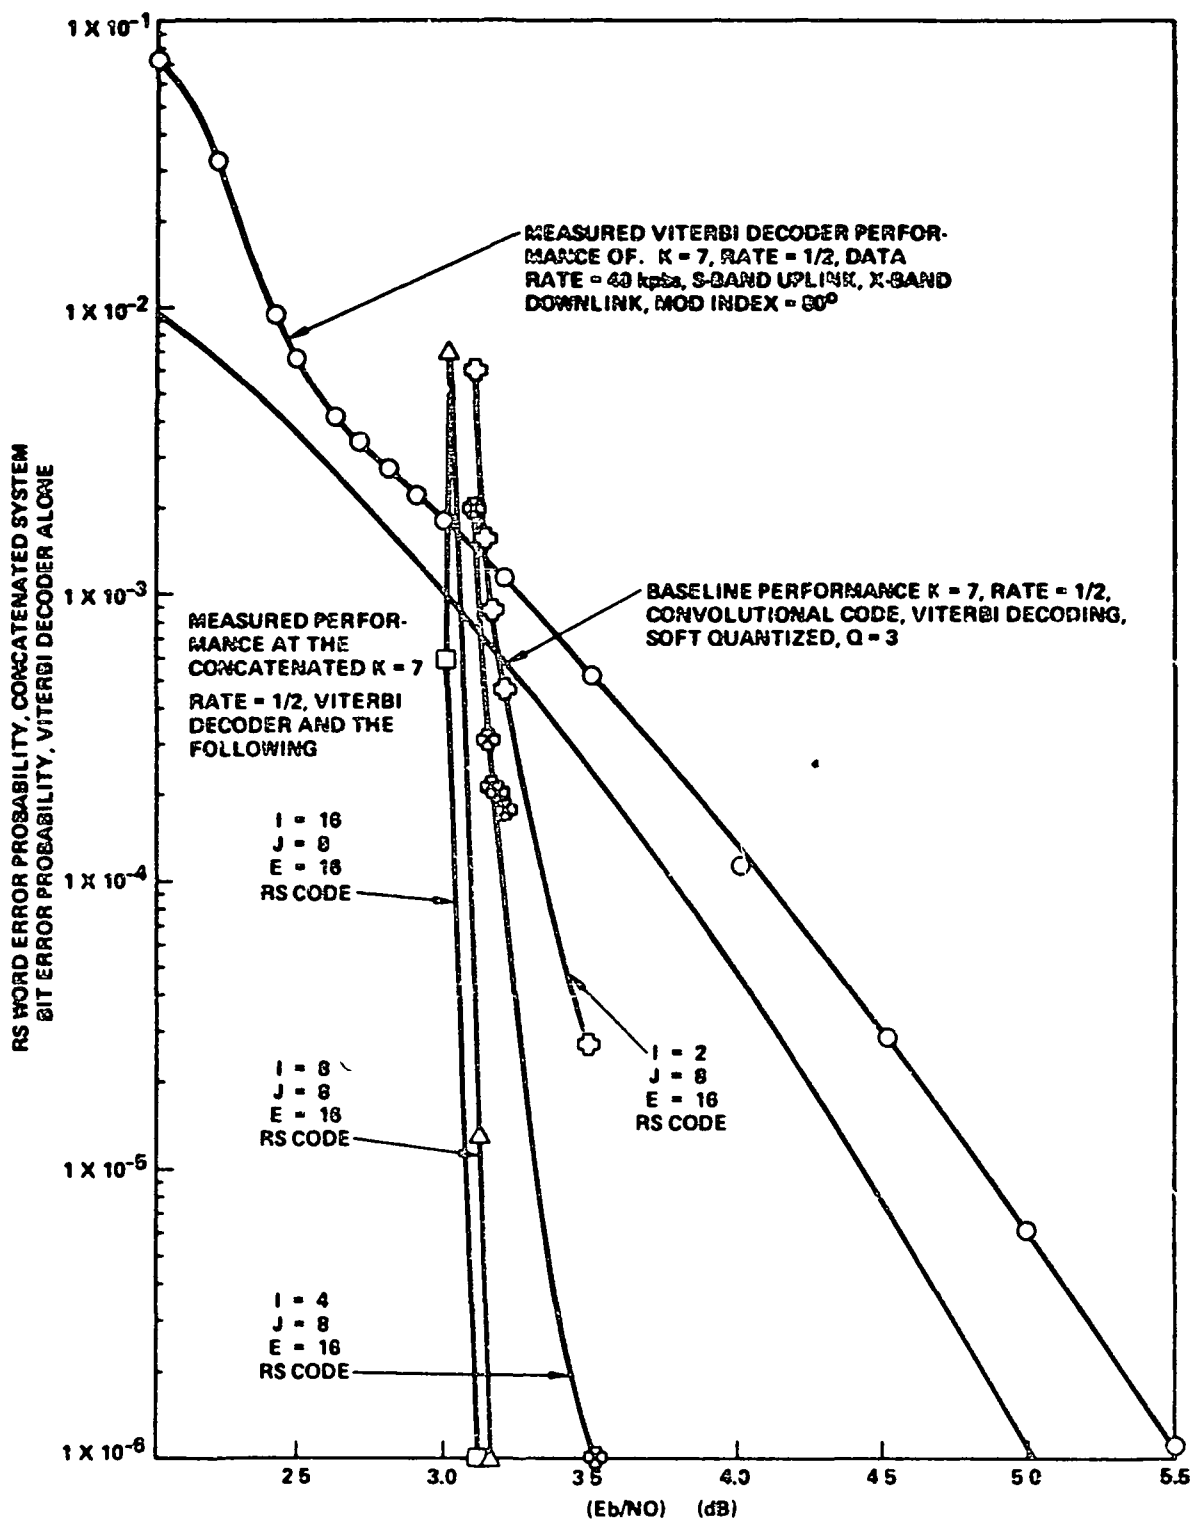 1 X 10-1
MEASURED VITERBI DECODER PERFOR-
MANCE OF. K = 7, RATE = 1/2, DATA
RATE = 40 kbps, S-BAND UPLINK, X-BAND
DOWNLINK, MOD INDEX = 80°
1 X 10-2
RS WORD ERROR PROBABILITY, CONCATENATED SYSTEM
BIT ERROR PROBABILITY, VITERBI DECODER ALONE
1 X 10-3
BASELINE PERFORMANCE K = 7, RATE = 1/2,
CONVOLUTIONAL CODE, VITERBI DECODING,
SOFT QUANTIZED, Q = 3
MEASURED PERFOR-
MANCE AT THE
CONCATENATED K = 7
RATE = 1/2, VITERBI
DECODER AND THE
FOLLOWING
I = 16
J = 8
E = 16
RS CODE
1 X 10-4
I = 8
J = 8
E = 16
RS CODE
I = 2
J = 8
E = 16
RS CODE
1 X 10-5
I = 4
J = 8
E = 16
RS CODE
1 X 10-6
2 5
3.0
3 5
4.0
4 5
5 0
5.5
(Eb/NO) (dB)